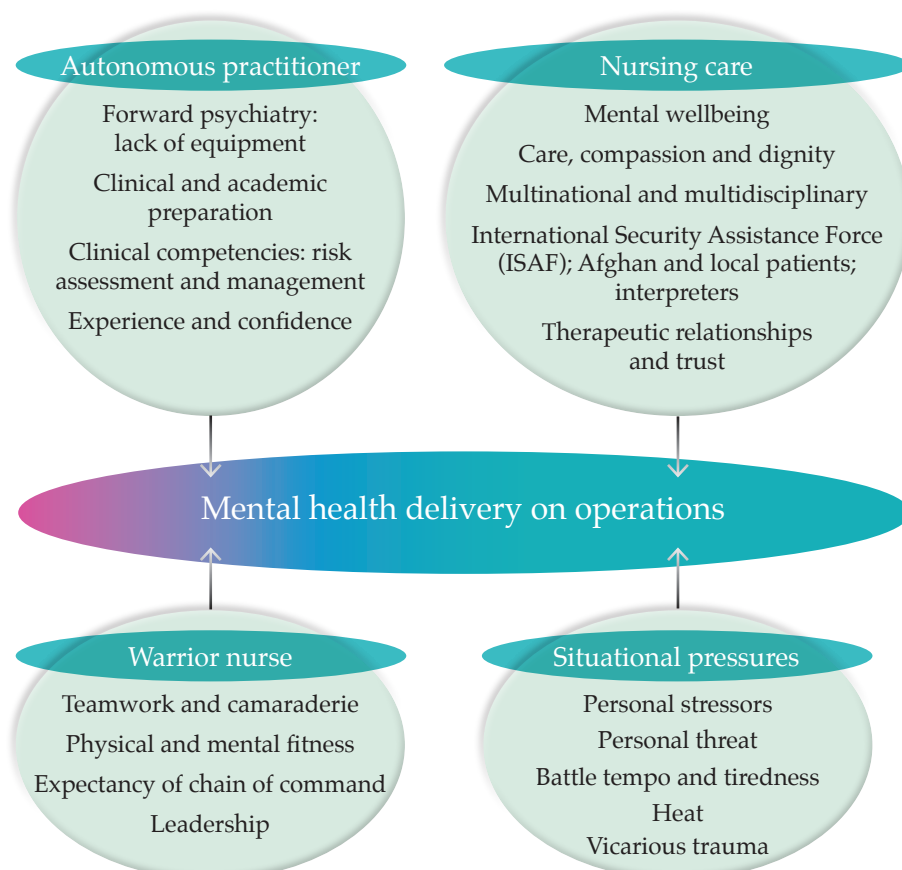 Autonomous practitioner
Forward psychiatry:
lack of equipment
Clinical and academic
preparation
Clinical competencies: risk
assessment and management
Experience and confidence
Nursing care
Mental wellbeing
Care, compassion and dignity
Multinational and multidisciplinary
International Security Assistance Force
(ISAF); Afghan and local patients;
interpreters
Therapeutic relationships
and trust
Mental health delivery on operations
Warrior nurse
Teamwork and camaraderie
Physical and mental fitness
Expectancy of chain of command
Leadership
Situational pressures
Personal stressors
Personal threat
Battle tempo and tiredness
Heat
Vicarious trauma